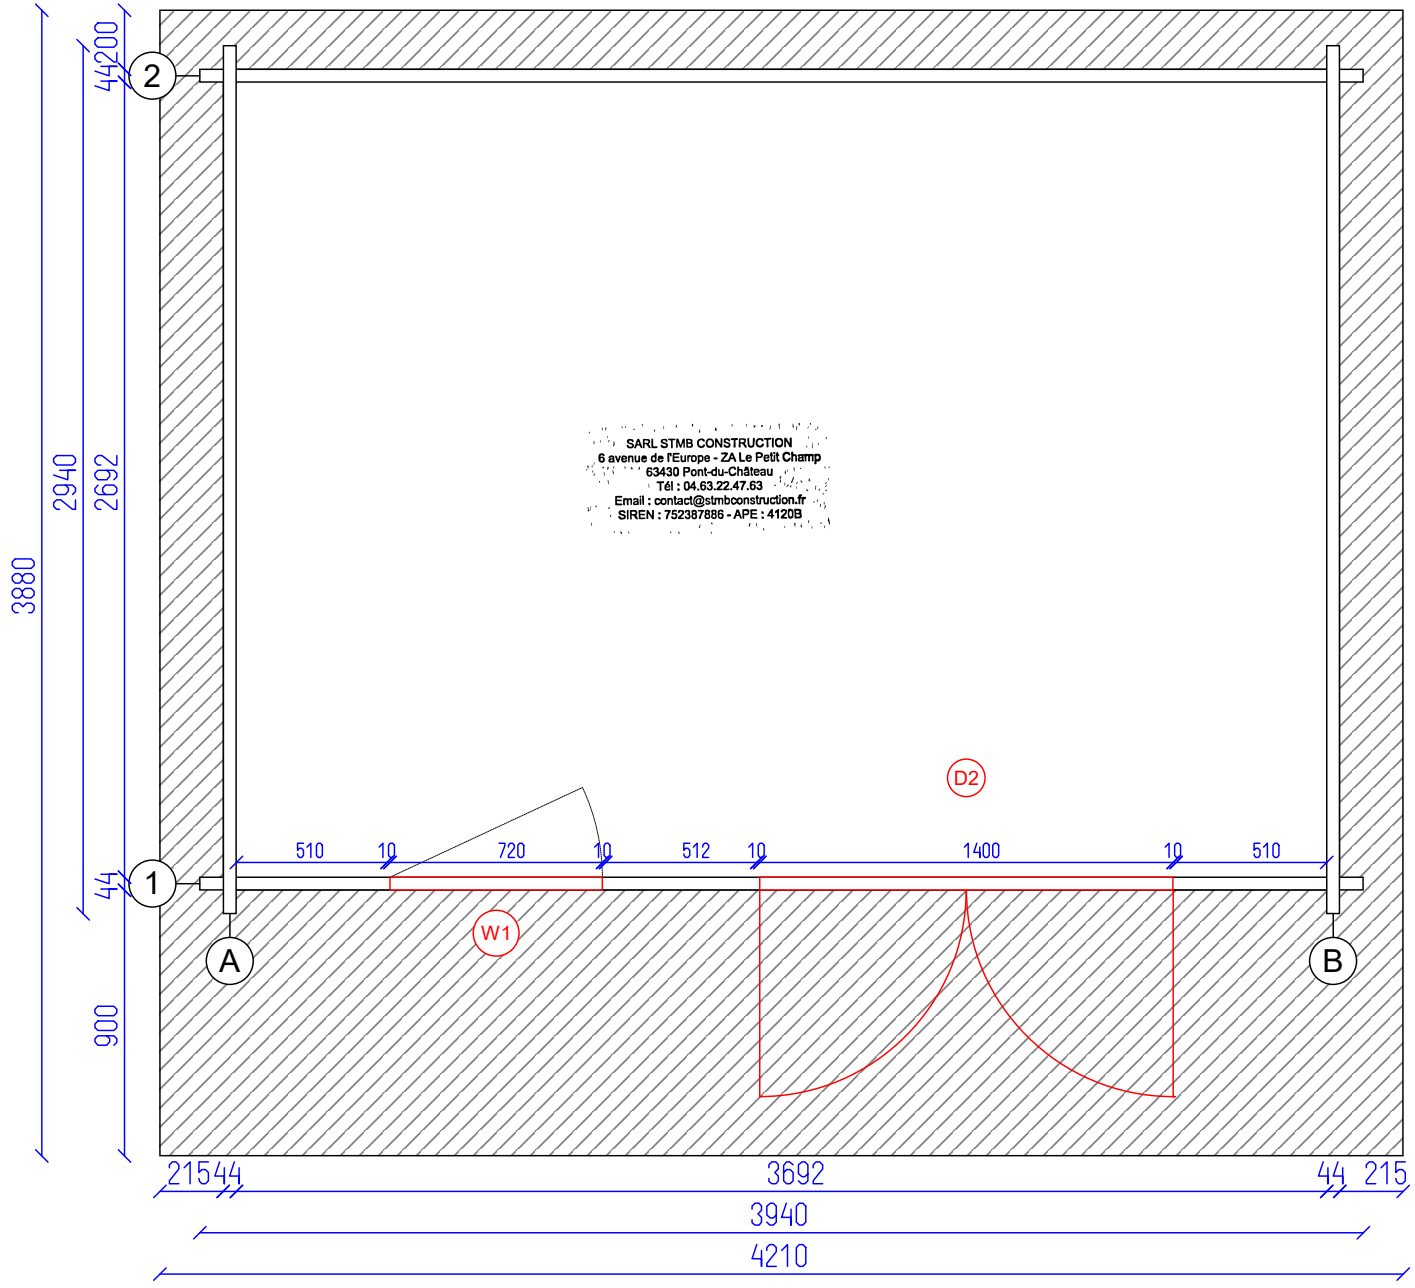 200
44
2
2940
2692
3880
SARL STMB CONSTRUCTION
6 avenue de l'Europe - ZA Le Petit Champ
63430 Pont-du-Château
Tél : 04.63.22.47.63
Email : contact@stmbconstruction.fr
SIREN : 752387886 - APE : 4120B
D2
510 10 720 10 512 10 1400 10 510
1
44
W1
A
B
900
215 44 3692 44 215
3940
4210